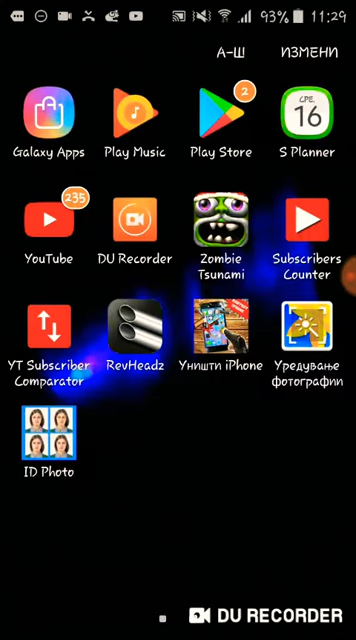 93% 11:29
А-Ш ИЗМЕНИ
2
СРЕ.
16
Galaxy Apps Play Music Play Store S Planner
235
YouTube DU Recorder Zombie Tsunami Subscribers Counter
YT Subscriber Comparator RevHeadz Уништи iPhone Уредување фотографии
ID Photo
DU RECORDER